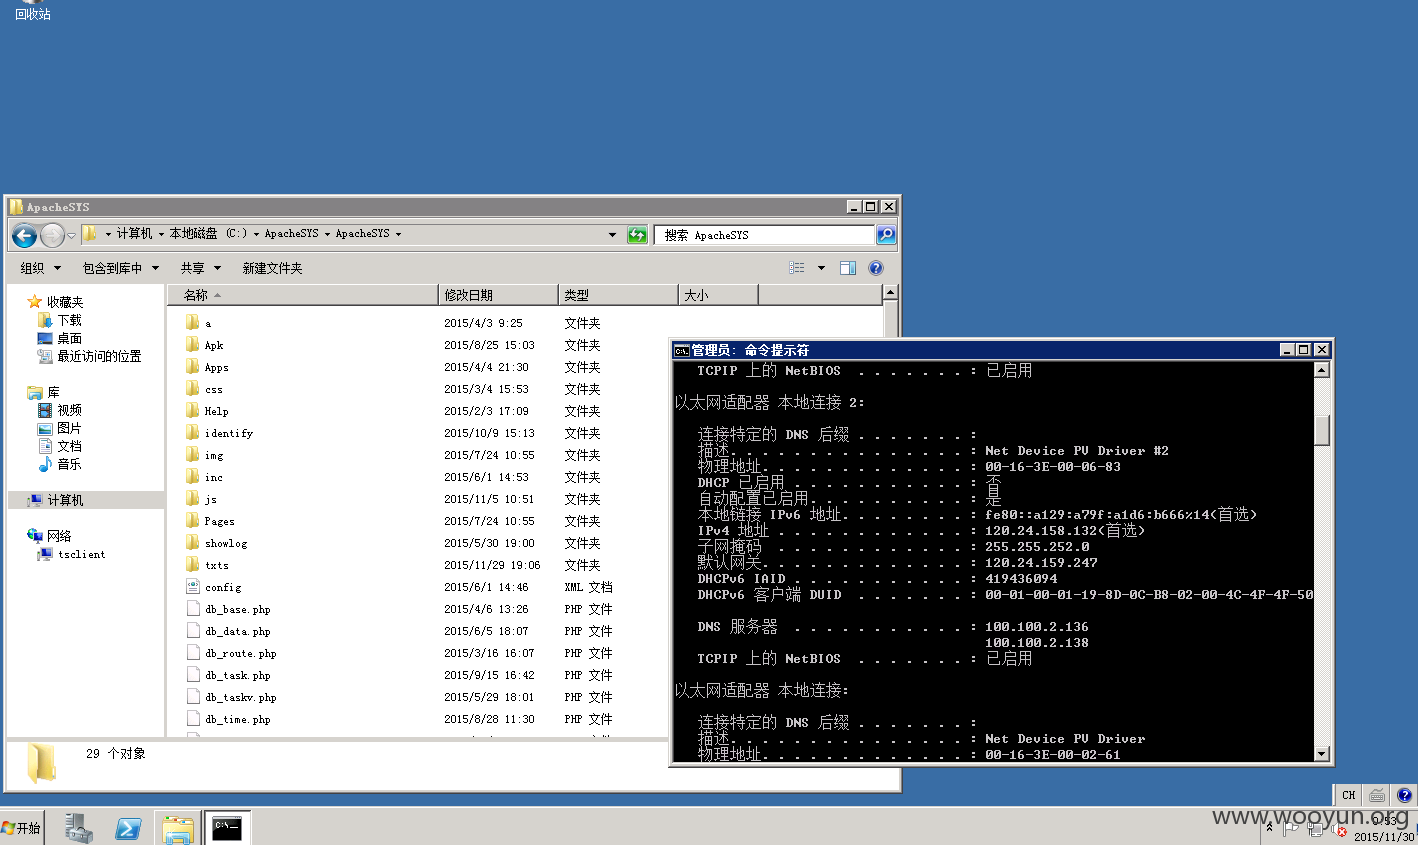 回收站
ApacheSYS
计算机 本地磁盘 (C:) ApacheSYS ApacheSYS
搜索 ApacheSYS
组织 包含到库中 共享 新建文件夹
名称 修改日期 类型 大小
收藏夹
下载
桌面
最近访问的位置
库
视频
图片
文档
音乐
计算机
网络
tsclient
a 2015/4/3 9:25 文件夹
Apk 2015/8/25 15:03 文件夹
Apps 2015/4/4 21:30 文件夹
css 2015/3/4 15:53 文件夹
Help 2015/2/3 17:09 文件夹
identify 2015/10/9 15:13 文件夹
img 2015/7/24 10:55 文件夹
inc 2015/6/1 14:53 文件夹
js 2015/11/5 10:51 文件夹
Pages 2015/7/24 10:55 文件夹
showlog 2015/5/30 19:00 文件夹
txts 2015/11/29 19:06 文件夹
config 2015/6/1 14:46 XML 文档
db_base.php 2015/4/6 13:26 PHP 文件
db_data.php 2015/6/5 18:07 PHP 文件
db_route.php 2015/3/16 16:07 PHP 文件
db_task.php 2015/9/15 16:42 PHP 文件
db_taskv.php 2015/5/29 18:01 PHP 文件
db_time.php 2015/8/28 11:30 PHP 文件
29 个对象
管理员: 命令提示符
TCPIP 上的 NetBIOS . . . . . . . : 已启用
以太网适配器 本地连接 2:
连接特定的 DNS 后缀 . . . . . . . :
描述. . . . . . . . . . . . . . . : Net Device PV Driver #2
物理地址. . . . . . . . . . . . . : 00-16-3E-00-06-83
DHCP 已启用 . . . . . . . . . . . : 否
自动配置已启用. . . . . . . . . . : 是
本地链接 IPv6 地址. . . . . . . . : fe80::a129:a79f:a1d6:b666%14(首选)
IPv4 地址 . . . . . . . . . . . . : 120.24.158.132(首选)
子网掩码 . . . . . . . . . . . . : 255.255.252.0
默认网关. . . . . . . . . . . . . : 120.24.159.247
DHCPv6 IAID . . . . . . . . . . . : 419436094
DHCPv6 客户端 DUID . . . . . . . : 00-01-00-01-19-8D-0C-B8-02-00-4C-4F-4F-50
DNS 服务器 . . . . . . . . . . . : 100.100.2.136
100.100.2.138
TCPIP 上的 NetBIOS . . . . . . . : 已启用
以太网适配器 本地连接:
连接特定的 DNS 后缀 . . . . . . . :
描述. . . . . . . . . . . . . . . : Net Device PV Driver
物理地址. . . . . . . . . . . . . : 00-16-3E-00-02-61
CH
开始
www.wooyun.org
2015/11/30